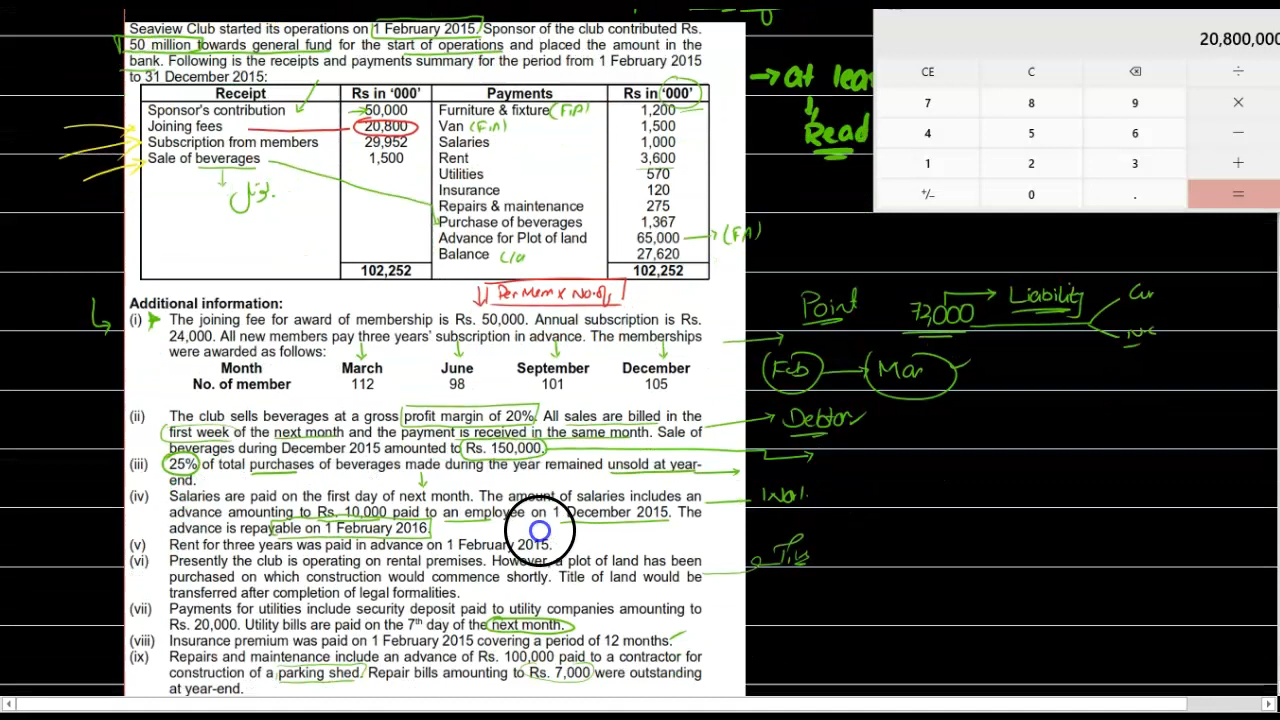 Seaview Club started its operations on 1 February 2015. Sponsor of the club contributed Rs.
50 million towards general fund for the start of operations and placed the amount in the
bank. Following is the receipts and payments summary for the period from 1 February 2015
to 31 December 2015:
Receipt Rs in ‘000’ Payments Rs in ‘000’
Sponsor's contribution 50,000 Furniture & fixture (F.A) 1,200
Joining fees 20,800 Van (F.A) 1,500
Subscription from members 29,952 Salaries 1,000
Sale of beverages 1,500 Rent 3,600
Utilities 570
Insurance 120
Repairs & maintenance 275
Purchase of beverages 1,367
Advance for Plot of land 65,000 (F.A)
Balance 27,620
102,252 102,252
Per Mem x No.of
Additional information:
(i) The joining fee for award of membership is Rs. 50,000. Annual subscription is Rs.
24,000. All new members pay three years’ subscription in advance. The memberships
were awarded as follows:
Month March June September December
No. of member 112 98 101 105
(ii) The club sells beverages at a gross profit margin of 20%. All sales are billed in the
first week of the next month and the payment is received in the same month. Sale of
beverages during December 2015 amounted to Rs. 150,000.
(iii) 25% of total purchases of beverages made during the year remained unsold at year-
end.
(iv) Salaries are paid on the first day of next month. The amount of salaries includes an
advance amounting to Rs. 10,000 paid to an employee on 1 December 2015. The
advance is repayable on 1 February 2016.
(v) Rent for three years was paid in advance on 1 February 2015.
(vi) Presently the club is operating on rental premises. However, a plot of land has been
purchased on which construction would commence shortly. Title of land would be
transferred after completion of legal formalities.
(vii) Payments for utilities include security deposit paid to utility companies amounting to
Rs. 20,000. Utility bills are paid on the 7th day of the next month.
(viii) Insurance premium was paid on 1 February 2015 covering a period of 12 months.
(ix) Repairs and maintenance include an advance of Rs. 100,000 paid to a contractor for
construction of a parking shed. Repair bills amounting to Rs. 7,000 were outstanding
at year-end.
20,800,000
CE C ⌫ ÷
7 8 9 ×
4 5 6 −
1 2 3 +
+/− 0 . =
at lea
Read
Point 72,000 Liability Cur
Feb Mar
Debtor